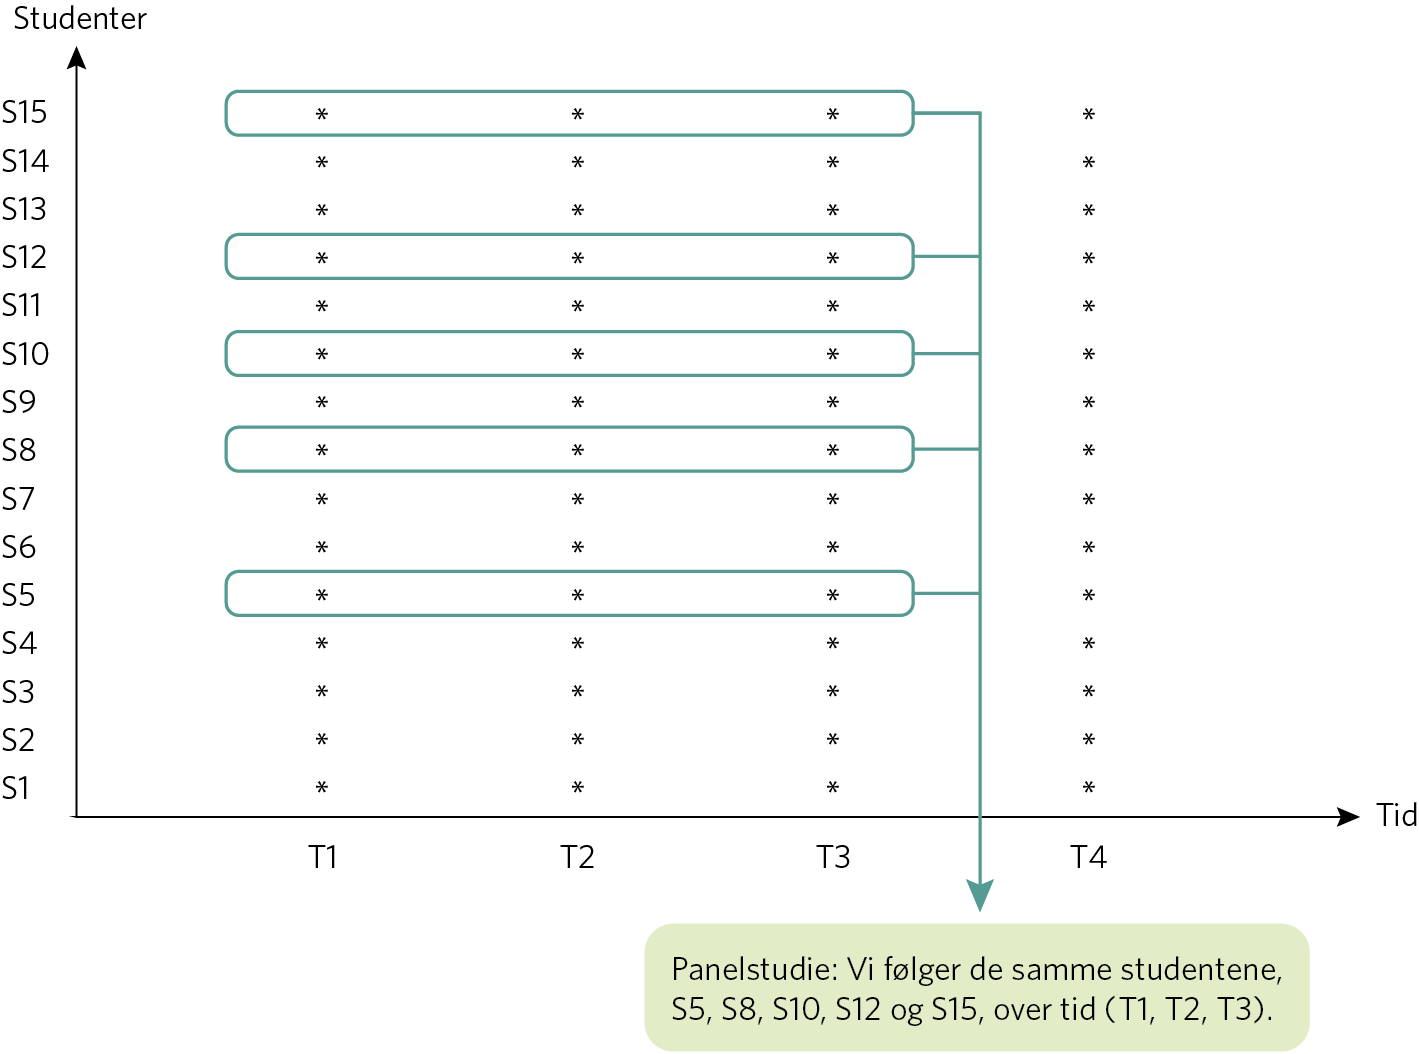 Studenter
S15 * * * *
S14 * * * *
S13 * * * *
S12 * * * *
S11 * * * *
S10 * * * *
S9 * * * *
S8 * * * *
S7 * * * *
S6 * * * *
S5 * * * *
S4 * * * *
S3 * * * *
S2 * * * *
S1 * * * *
Tid
T1 T2 T3 T4
Panelstudie: Vi følger de samme studentene,
S5, S8, S10, S12 og S15, over tid (T1, T2, T3).